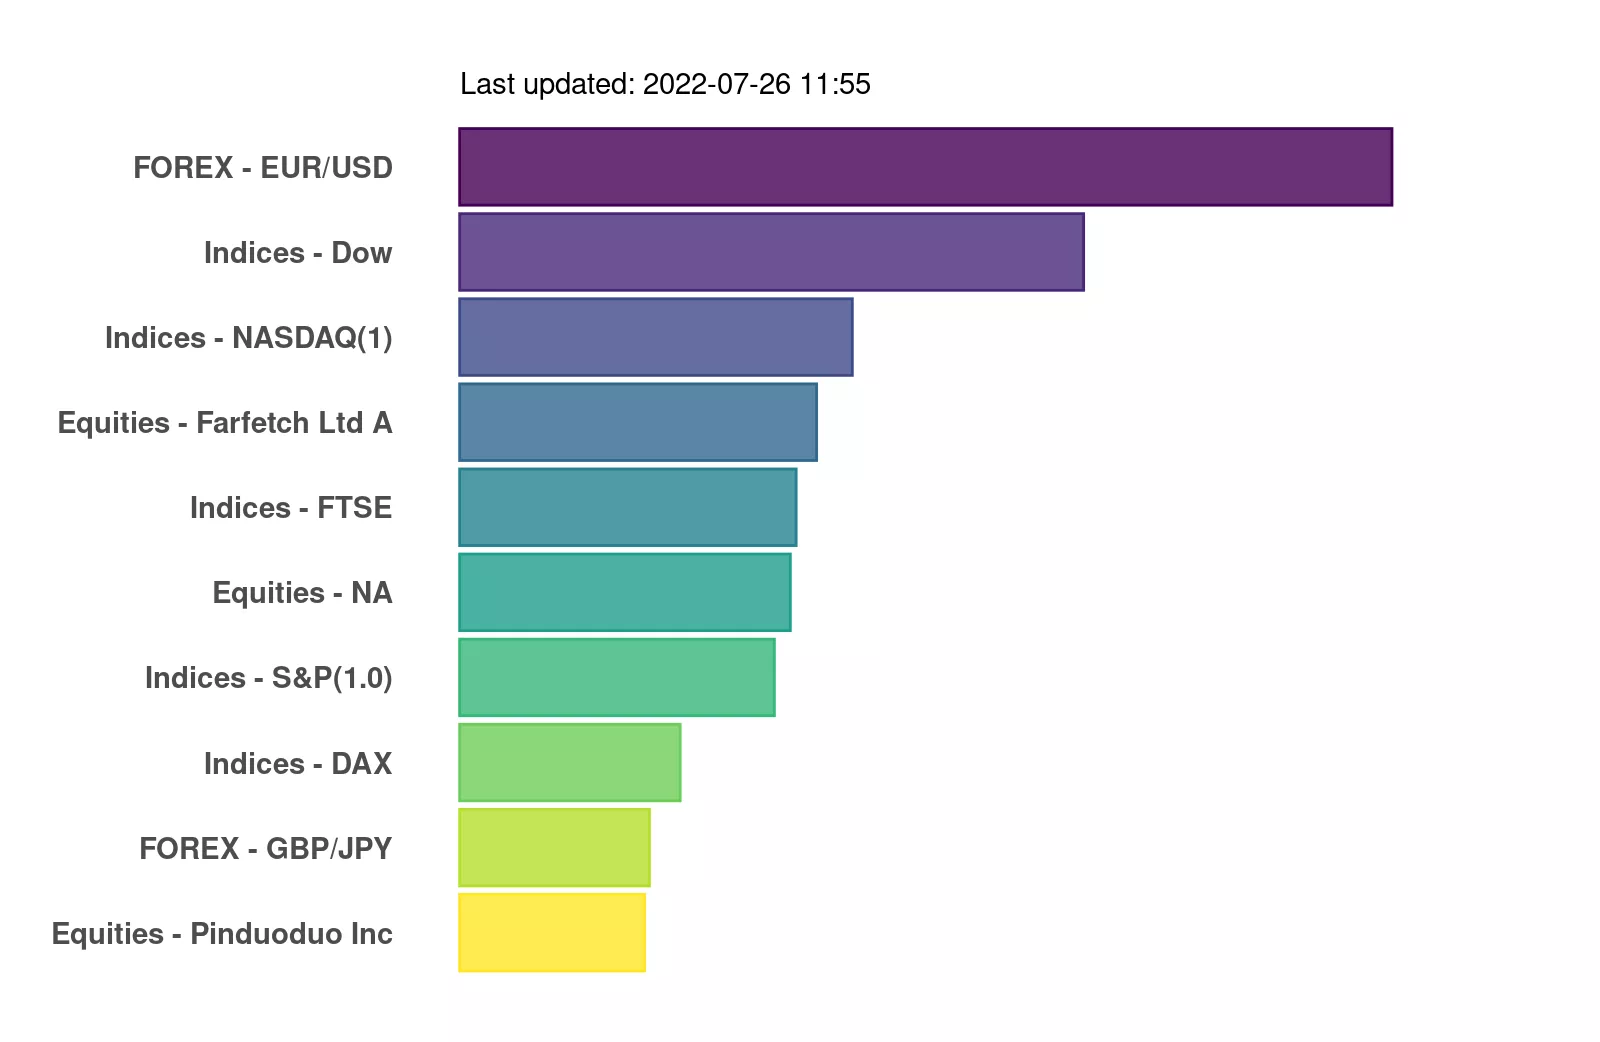 Last updated: 2022-07-26 11:55
FOREX - EUR/USD
Indices - Dow
Indices - NASDAQ(1)
Equities - Farfetch Ltd A
Indices - FTSE
Equities - NA
Indices - S&P(1.0)
Indices - DAX
FOREX - GBP/JPY
Equities - Pinduoduo Inc